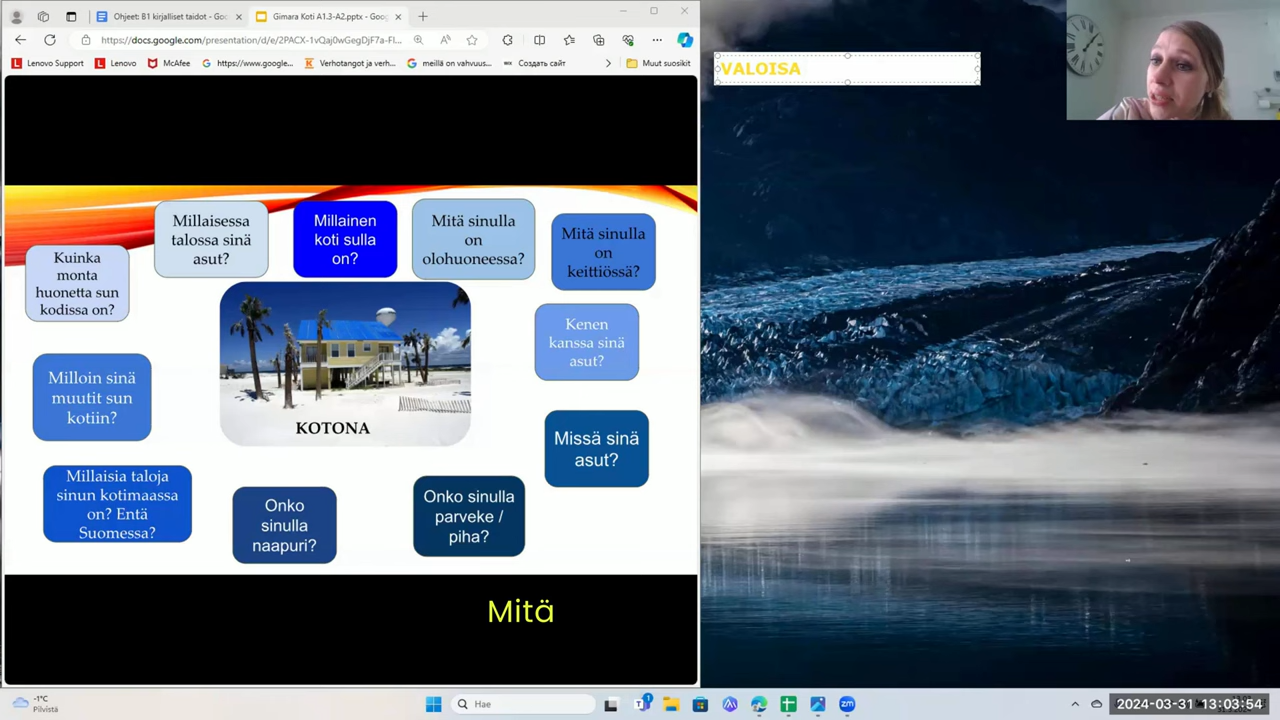 Ohjeet: B1 kirjalliset taidot - Goo
Gimara Koti A1.3-A2.pptx - Goog
https://docs.google.com/presentation/d/e/2PACX-1vQaj0wGegDjF7a-Fl...
Lenovo Support
Lenovo
McAfee
https://www.google...
Verhotangot ja verh...
meillä on vahvuus...
Создать сайт
Muut suosikit
VALOISA
Kuinka
monta
huonetta sun
kodissa on?
Millaisessa
talossa sinä
asut?
Millainen
koti sulla
on?
Mitä sinulla
on
olohuoneessa?
Mitä sinulla
on
keittiössä?
Kenen
kanssa sinä
asut?
Milloin sinä
muutit sun
kotiin?
KOTONA
Missä sinä
asut?
Millaisia taloja
sinun kotimaassa
on? Entä
Suomessa?
Onko
sinulla
naapuri?
Onko sinulla
parveke /
piha?
Mitä
-1°C
Pilvistä
Hae
2024-03-31 13:03:54